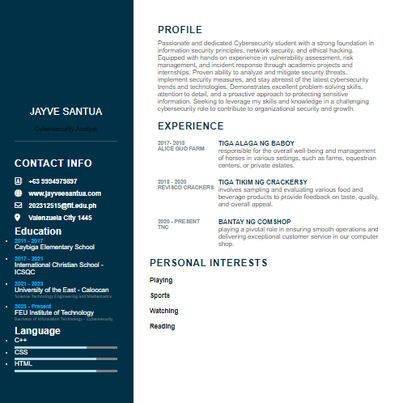 JAYVE SANTUA
Cybersecurity Analyst
CONTACT INFO
+63 9934979897
www.jayveesantua.com
202312515@fit.edu.ph
Valenzuela City 1445
Education
2011 - 2017
Caybiga Elementary School
2017 - 2021
International Christian School -
ICSQC
2021 - 2023
University of the East - Caloocan
Science Technology Engineering and Mathematics
2023 - Present
FEU Institute of Technology
Bachelor of Information Technology - Cybersecurity
Language
C++
CSS
HTML
PROFILE
Passionate and dedicated Cybersecurity student with a strong foundation in
information security principles, network security, and ethical hacking.
Equipped with hands-on experience in vulnerability assessment, risk
management, and incident response through academic projects and
internships. Proven ability to analyze and mitigate security threats,
implement security measures, and stay abreast of the latest cybersecurity
trends and technologies. Demonstrates excellent problem-solving skills,
attention to detail, and a proactive approach to protecting sensitive
information. Seeking to leverage my skills and knowledge in a challenging
cybersecurity role to contribute to organizational security and growth.
EXPERIENCE
2017- 2018
ALICE GUO FARM
TIGA ALAGA NG BABOY
responsible for the overall well-being and management
of horses in various settings, such as farms, equestrian
centers, or private estates.
2018 - 2020
CRACKERS
TIGA TIKIM NG CRACKERSY
involves sampling and evaluating various food and
beverage products to provide feedback on taste, quality,
and overall appeal.
2020 - PRESENT
TNC
BANTAY NG COMSHOP
playing a pivotal role in ensuring smooth operations and
delivering exceptional customer service in our computer
shop.
PERSONAL INTERESTS
Playing
Sports
Watching
Reading